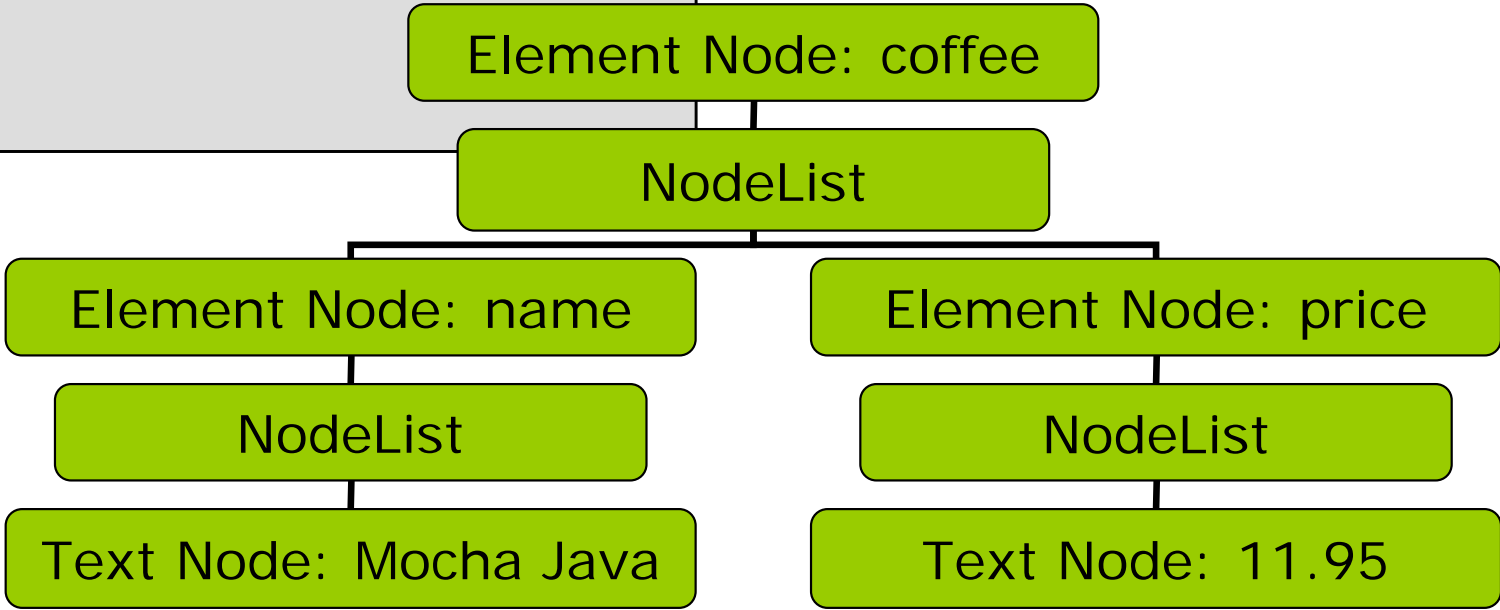 Element Node: coffee
NodeList
Element Node: name
Element Node: price
NodeList
NodeList
Text Node: Mocha Java
Text Node: 11.95